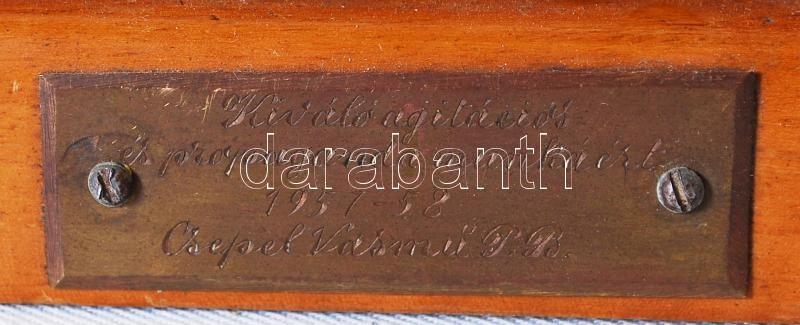 Kiváló agitációs
és propaganda munkáért
darabanth
1957-58
Csepel Vasmű P.B.